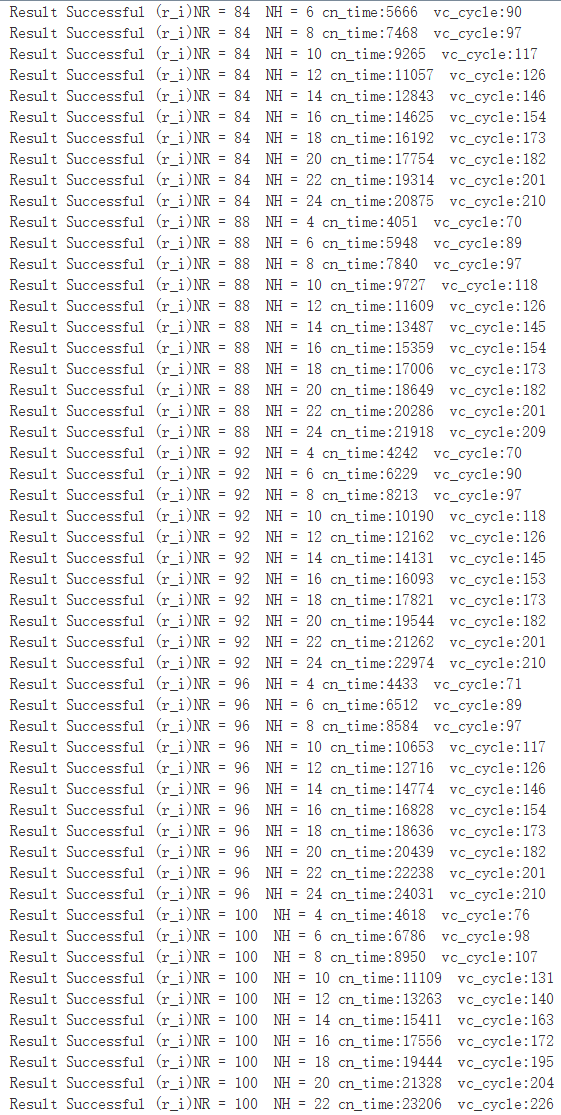 Result Successful (r_i)NR = 84  NH = 6 cn_time:5666  vc_cycle:90
Result Successful (r_i)NR = 84  NH = 8 cn_time:7468  vc_cycle:97
Result Successful (r_i)NR = 84  NH = 10 cn_time:9265  vc_cycle:117
Result Successful (r_i)NR = 84  NH = 12 cn_time:11057  vc_cycle:126
Result Successful (r_i)NR = 84  NH = 14 cn_time:12843  vc_cycle:146
Result Successful (r_i)NR = 84  NH = 16 cn_time:14625  vc_cycle:154
Result Successful (r_i)NR = 84  NH = 18 cn_time:16192  vc_cycle:173
Result Successful (r_i)NR = 84  NH = 20 cn_time:17754  vc_cycle:182
Result Successful (r_i)NR = 84  NH = 22 cn_time:19314  vc_cycle:201
Result Successful (r_i)NR = 84  NH = 24 cn_time:20875  vc_cycle:210
Result Successful (r_i)NR = 88  NH = 4 cn_time:4051  vc_cycle:70
Result Successful (r_i)NR = 88  NH = 6 cn_time:5948  vc_cycle:89
Result Successful (r_i)NR = 88  NH = 8 cn_time:7840  vc_cycle:97
Result Successful (r_i)NR = 88  NH = 10 cn_time:9727  vc_cycle:118
Result Successful (r_i)NR = 88  NH = 12 cn_time:11609  vc_cycle:126
Result Successful (r_i)NR = 88  NH = 14 cn_time:13487  vc_cycle:145
Result Successful (r_i)NR = 88  NH = 16 cn_time:15359  vc_cycle:154
Result Successful (r_i)NR = 88  NH = 18 cn_time:17006  vc_cycle:173
Result Successful (r_i)NR = 88  NH = 20 cn_time:18649  vc_cycle:182
Result Successful (r_i)NR = 88  NH = 22 cn_time:20286  vc_cycle:201
Result Successful (r_i)NR = 88  NH = 24 cn_time:21918  vc_cycle:209
Result Successful (r_i)NR = 92  NH = 4 cn_time:4242  vc_cycle:70
Result Successful (r_i)NR = 92  NH = 6 cn_time:6229  vc_cycle:90
Result Successful (r_i)NR = 92  NH = 8 cn_time:8213  vc_cycle:97
Result Successful (r_i)NR = 92  NH = 10 cn_time:10190  vc_cycle:118
Result Successful (r_i)NR = 92  NH = 12 cn_time:12162  vc_cycle:126
Result Successful (r_i)NR = 92  NH = 14 cn_time:14131  vc_cycle:145
Result Successful (r_i)NR = 92  NH = 16 cn_time:16093  vc_cycle:153
Result Successful (r_i)NR = 92  NH = 18 cn_time:17821  vc_cycle:173
Result Successful (r_i)NR = 92  NH = 20 cn_time:19544  vc_cycle:182
Result Successful (r_i)NR = 92  NH = 22 cn_time:21262  vc_cycle:201
Result Successful (r_i)NR = 92  NH = 24 cn_time:22974  vc_cycle:210
Result Successful (r_i)NR = 96  NH = 4 cn_time:4433  vc_cycle:71
Result Successful (r_i)NR = 96  NH = 6 cn_time:6512  vc_cycle:89
Result Successful (r_i)NR = 96  NH = 8 cn_time:8584  vc_cycle:97
Result Successful (r_i)NR = 96  NH = 10 cn_time:10653  vc_cycle:117
Result Successful (r_i)NR = 96  NH = 12 cn_time:12716  vc_cycle:126
Result Successful (r_i)NR = 96  NH = 14 cn_time:14774  vc_cycle:146
Result Successful (r_i)NR = 96  NH = 16 cn_time:16828  vc_cycle:154
Result Successful (r_i)NR = 96  NH = 18 cn_time:18636  vc_cycle:173
Result Successful (r_i)NR = 96  NH = 20 cn_time:20439  vc_cycle:182
Result Successful (r_i)NR = 96  NH = 22 cn_time:22238  vc_cycle:201
Result Successful (r_i)NR = 96  NH = 24 cn_time:24031  vc_cycle:210
Result Successful (r_i)NR = 100  NH = 4 cn_time:4618  vc_cycle:76
Result Successful (r_i)NR = 100  NH = 6 cn_time:6786  vc_cycle:98
Result Successful (r_i)NR = 100  NH = 8 cn_time:8950  vc_cycle:107
Result Successful (r_i)NR = 100  NH = 10 cn_time:11109  vc_cycle:131
Result Successful (r_i)NR = 100  NH = 12 cn_time:13263  vc_cycle:140
Result Successful (r_i)NR = 100  NH = 14 cn_time:15411  vc_cycle:163
Result Successful (r_i)NR = 100  NH = 16 cn_time:17556  vc_cycle:172
Result Successful (r_i)NR = 100  NH = 18 cn_time:19444  vc_cycle:195
Result Successful (r_i)NR = 100  NH = 20 cn_time:21328  vc_cycle:204
Result Successful (r_i)NR = 100  NH = 22 cn_time:23206  vc_cycle:226